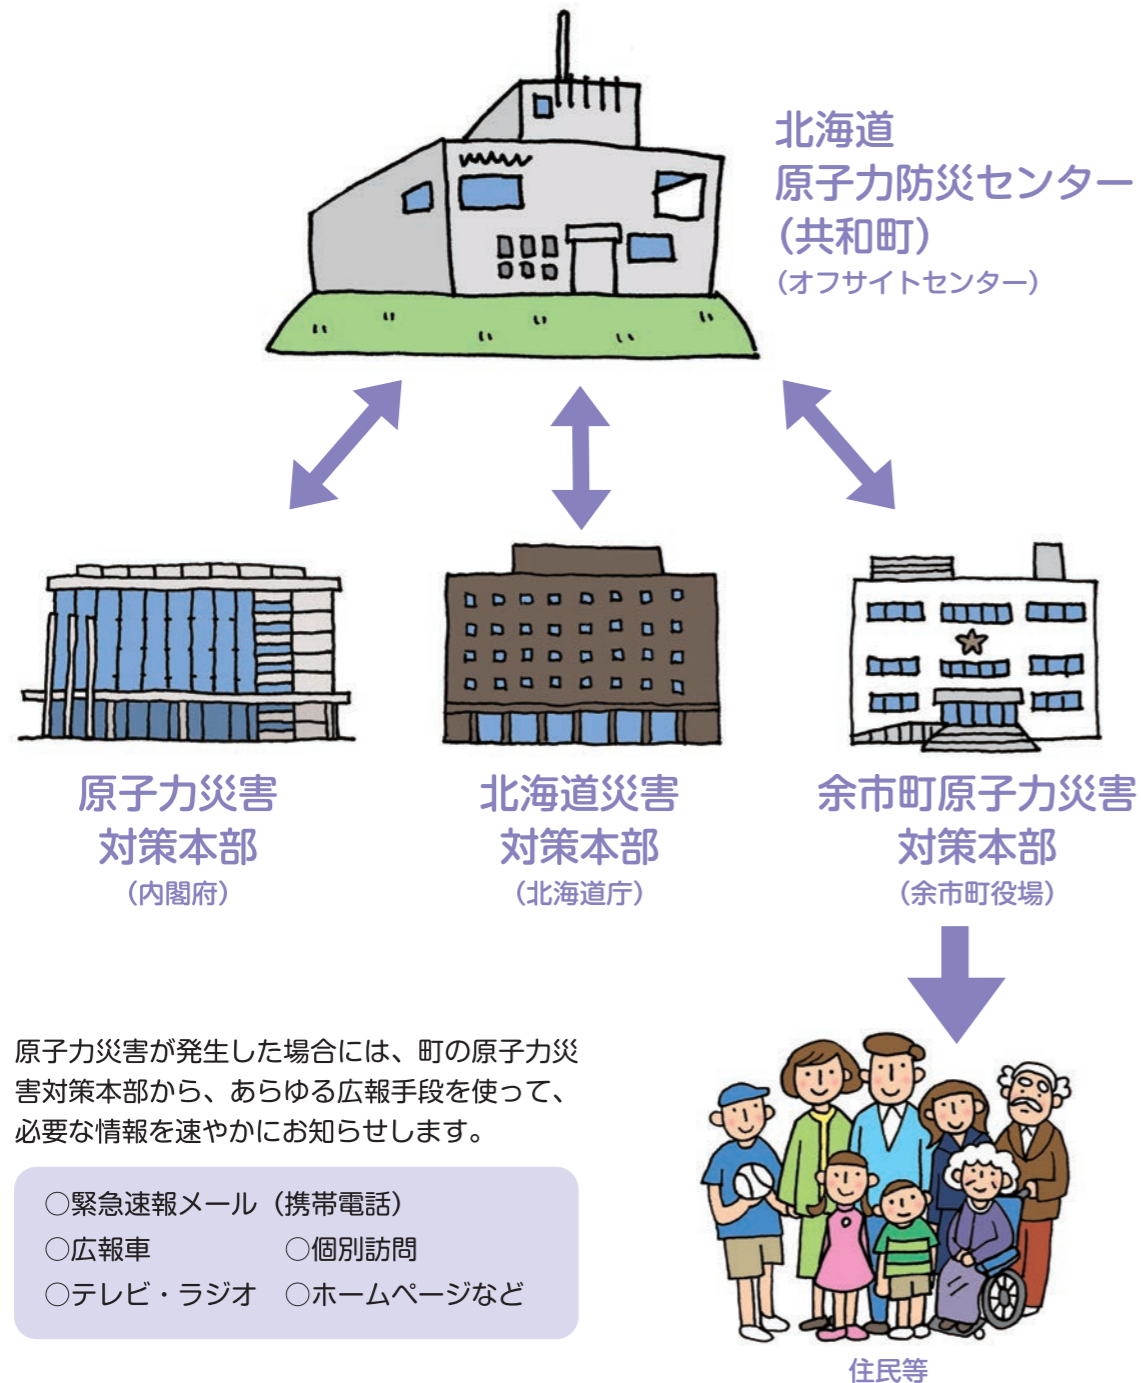 北海道
原子力防災センター
（共和町）
（オフサイトセンター）
原子力災害
対策本部
（内閣府）
北海道災害
対策本部
（北海道庁）
余市町原子力災害
対策本部
（余市町役場）
原子力災害が発生した場合には、町の原子力災
害対策本部から、あらゆる広報手段を使って、
必要な情報を速やかにお知らせします。
○緊急速報メール（携帯電話）
○広報車　○個別訪問
○テレビ・ラジオ　○ホームページなど
住民等